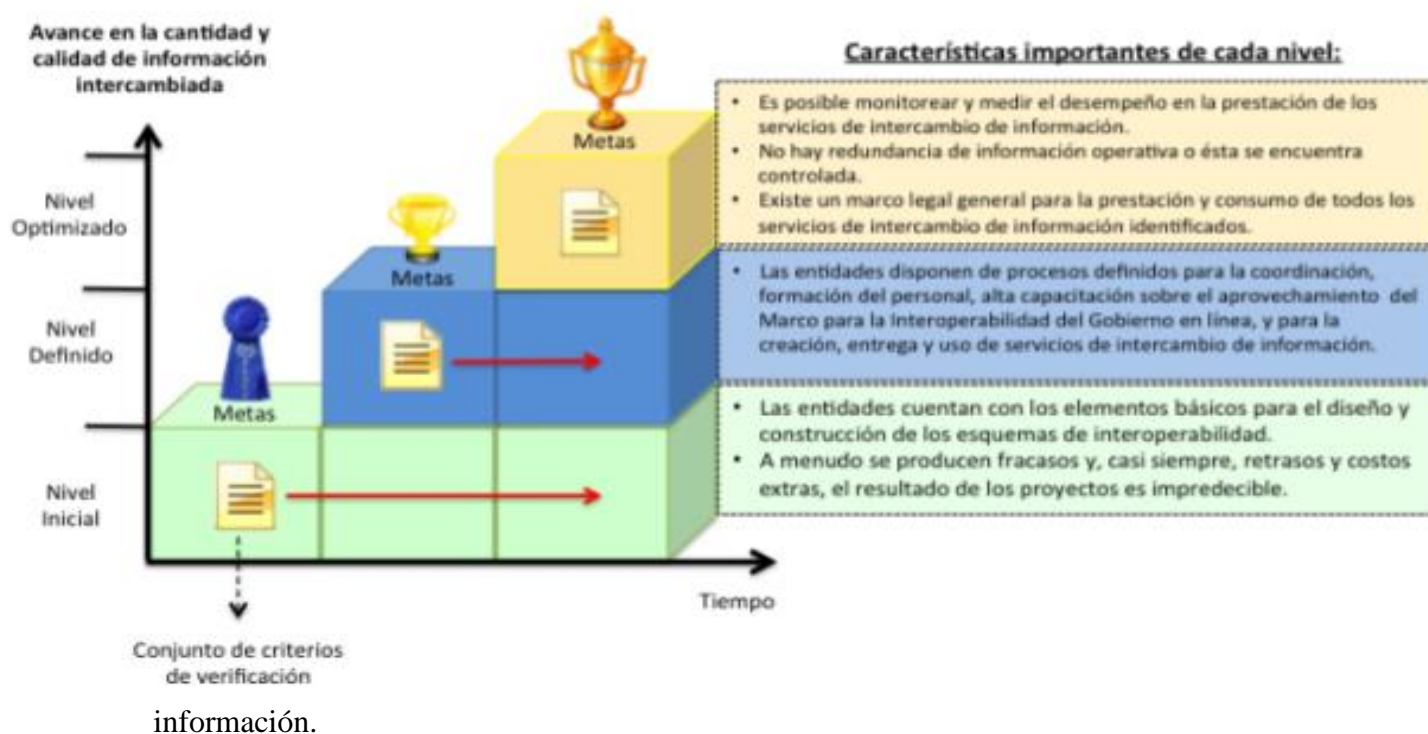 Avance en la cantidad y
calidad de información
intercambiada
Nivel
Optimizado
Nivel
Definido
Nivel
Inicial
Metas
Metas
Metas
Tiempo
Conjunto de criterios
de verificación
Características importantes de cada nivel:
• Es posible monitorear y medir el desempeño en la prestación de los
servicios de intercambio de información.
• No hay redundancia de información operativa o ésta se encuentra
controlada.
• Existe un marco legal general para la prestación y consumo de todos los
servicios de intercambio de información identificados.
• Las entidades disponen de procesos definidos para la coordinación,
formación del personal, alta capacitación sobre el aprovechamiento del
Marco para la Interoperabilidad del Gobierno en línea, y para la
creación, entrega y uso de servicios de intercambio de información.
• Las entidades cuentan con los elementos básicos para el diseño y
construcción de los esquemas de interoperabilidad.
• A menudo se producen fracasos y, casi siempre, retrasos y costos
extras, el resultado de los proyectos es impredecible.
información.